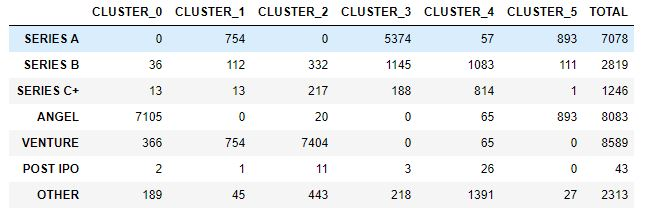 CLUSTER_0 CLUSTER_1 CLUSTER_2 CLUSTER_3 CLUSTER_4 CLUSTER_5 TOTAL
SERIES A 0 754 0 5374 57 893 7078
SERIES B 36 112 332 1145 1083 111 2819
SERIES C+ 13 13 217 188 814 1 1246
ANGEL 7105 0 20 0 65 893 8083
VENTURE 366 754 7404 0 65 0 8589
POST IPO 2 1 11 3 26 0 43
OTHER 189 45 443 218 1391 27 2313